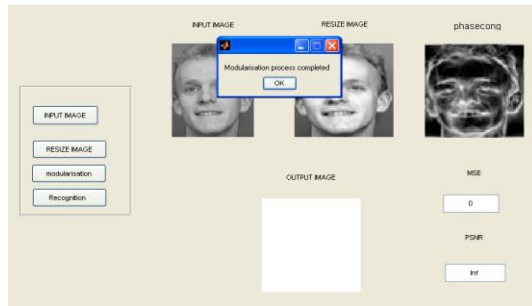 INPUT IMAGE
RESIZE IMAGE
phasecong
Modularisation process completed
OK
INPUT IMAGE
RESIZE IMAGE
modularisation
Recognition
OUTPUT IMAGE
MSE
0
PSNR
Inf